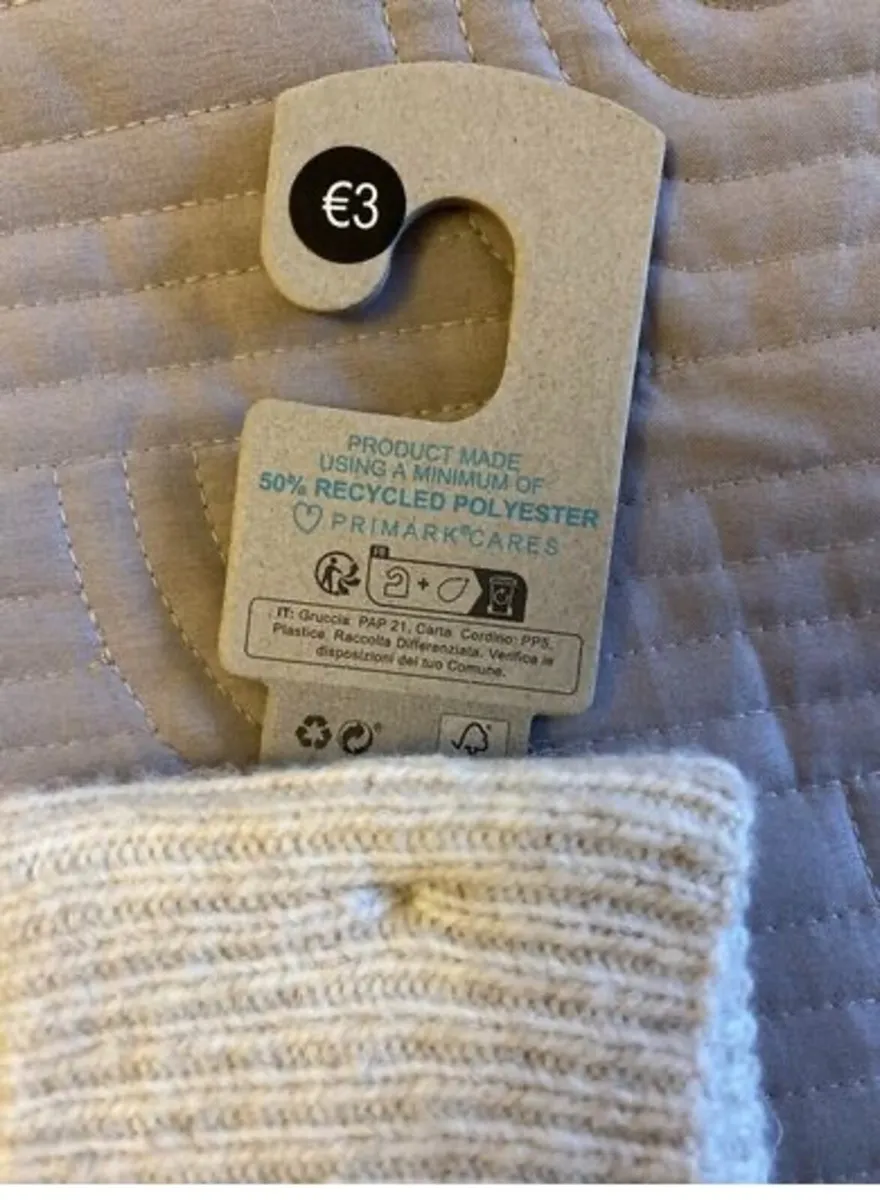 €3
PRODUCT MADE
USING A MINIMUM OF
50% RECYCLED POLYESTER
PRIMARK®CARES
FR
+
IT: Gruccia: PAP 21, Carta. Cordino: PP5,
Plastica. Raccolta Differenziata. Verifica le
disposizioni del tuo Comune.